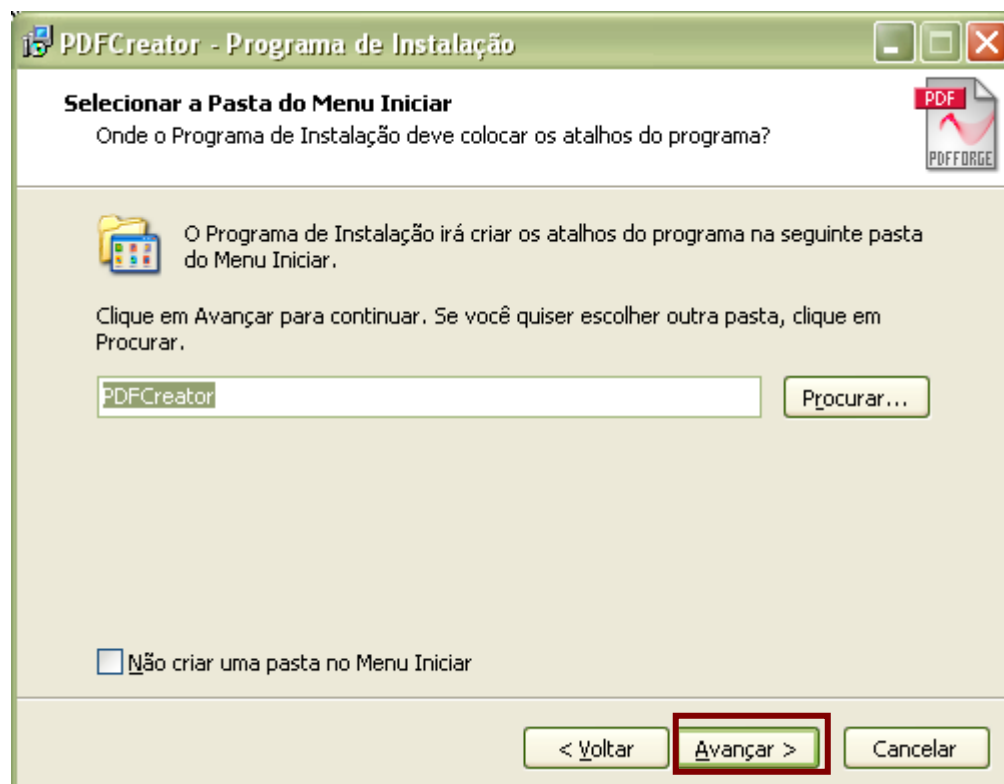 PDFCreator - Programa de Instalação
Selecionar a Pasta do Menu Iniciar
Onde o Programa de Instalação deve colocar os atalhos do programa?
PDF
PDFFORGE
O Programa de Instalação irá criar os atalhos do programa na seguinte pasta
do Menu Iniciar.
Clique em Avançar para continuar. Se você quiser escolher outra pasta, clique em
Procurar.
PDFCreator
Procurar...
Não criar uma pasta no Menu Iniciar
< Voltar
Avançar >
Cancelar